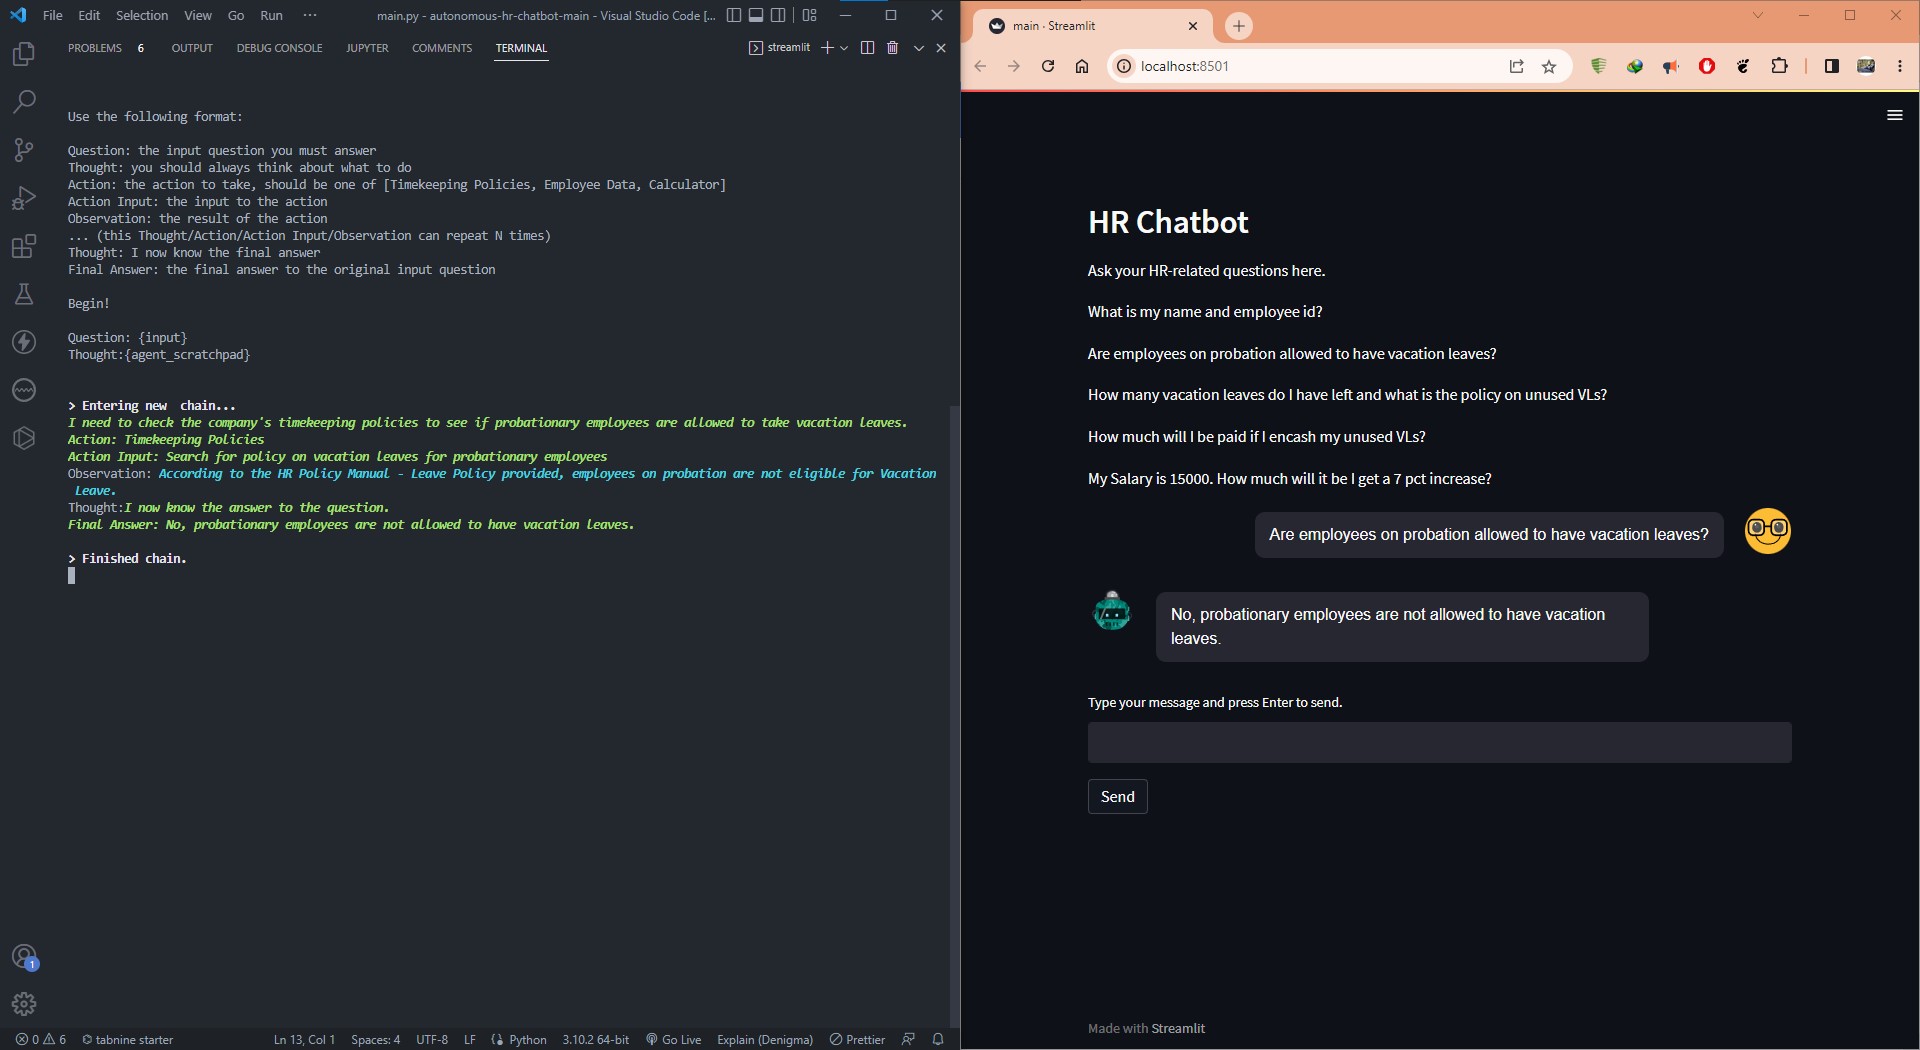 File Edit Selection View Go Run ··· main.py - autonomous-hr-chatbot-main - Visual Studio Code [...
PROBLEMS 6 OUTPUT DEBUG CONSOLE JUPYTER COMMENTS TERMINAL streamlit
Use the following format:
Question: the input question you must answer
Thought: you should always think about what to do
Action: the action to take, should be one of [Timekeeping Policies, Employee Data, Calculator]
Action Input: the input to the action
Observation: the result of the action
... (this Thought/Action/Action Input/Observation can repeat N times)
Thought: I now know the final answer
Final Answer: the final answer to the original input question
Begin!
Question: {input}
Thought:{agent_scratchpad}
> Entering new  chain...
I need to check the company's timekeeping policies to see if probationary employees are allowed to take vacation leaves.
Action: Timekeeping Policies
Action Input: Search for policy on vacation leaves for probationary employees
Observation: According to the HR Policy Manual - Leave Policy provided, employees on probation are not eligible for Vacation
Leave.
Thought:I now know the answer to the question.
Final Answer: No, probationary employees are not allowed to have vacation leaves.
> Finished chain.
1
0 6 tabnine starter Ln 13, Col 1 Spaces: 4 UTF-8 LF Python 3.10.2 64-bit Go Live Explain (Denigma) Prettier
main · Streamlit
localhost:8501
HR Chatbot
Ask your HR-related questions here.
What is my name and employee id?
Are employees on probation allowed to have vacation leaves?
How many vacation leaves do I have left and what is the policy on unused VLs?
How much will I be paid if I encash my unused VLs?
My Salary is 15000. How much will it be I get a 7 pct increase?
Are employees on probation allowed to have vacation leaves?
No, probationary employees are not allowed to have vacation
leaves.
Type your message and press Enter to send.
Send
Made with Streamlit